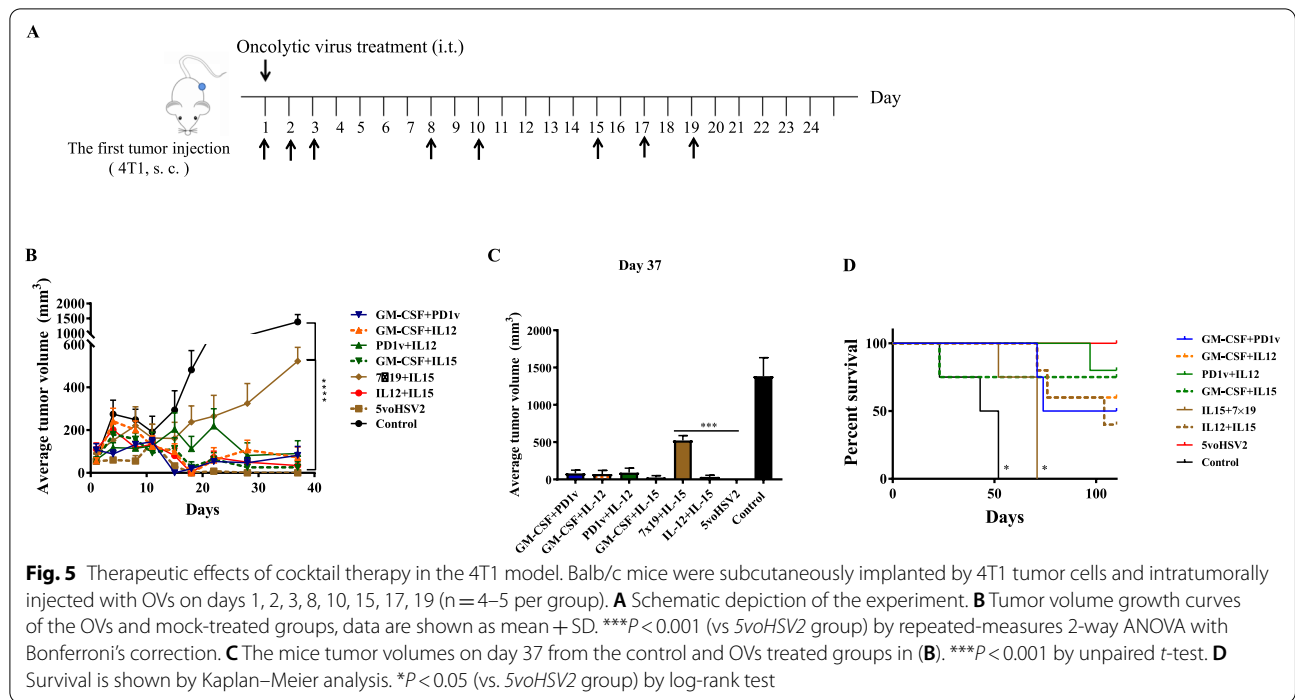 A
Oncolytic virus treatment (i.t.)
Day
1 2 3 4 5 6 7 8 9 10 11 12 13 14 15 16 17 18 19 20 21 22 23 24
The first tumor injection
( 4T1, s. c. )
B
Average tumor volume (mm³)
2000
1500
1000
600
400
200
0
0 10 20 30 40
Days
****
GM-CSF+PD1v
GM-CSF+IL12
PD1v+IL12
GM-CSF+IL15
7☒19+IL15
IL12+IL15
5voHSV2
Control
C
Day 37
Average tumor volume (mm³)
2000
1500
1000
500
0
***
GM-CSF+PD1v
GM-CSF+IL-12
PD1v+IL-12
GM-CSF+IL-15
7x19+IL-15
IL-12+IL-15
5voHSV2
Control
D
Percent survival
100
50
0 50 100
Days
* *
GM-CSF+PD1v
GM-CSF+IL12
PD1v+IL12
GM-CSF+IL15
IL15+7×19
IL12+IL15
5voHSV2
Control
Fig. 5 Therapeutic effects of cocktail therapy in the 4T1 model. Balb/c mice were subcutaneously implanted by 4T1 tumor cells and intratumorally
injected with OVs on days 1, 2, 3, 8, 10, 15, 17, 19 (n = 4–5 per group). A Schematic depiction of the experiment. B Tumor volume growth curves
of the OVs and mock-treated groups, data are shown as mean + SD. ***P < 0.001 (vs 5voHSV2 group) by repeated-measures 2-way ANOVA with
Bonferroni's correction. C The mice tumor volumes on day 37 from the control and OVs treated groups in (B). ***P < 0.001 by unpaired t-test. D
Survival is shown by Kaplan–Meier analysis. *P < 0.05 (vs. 5voHSV2 group) by log-rank test